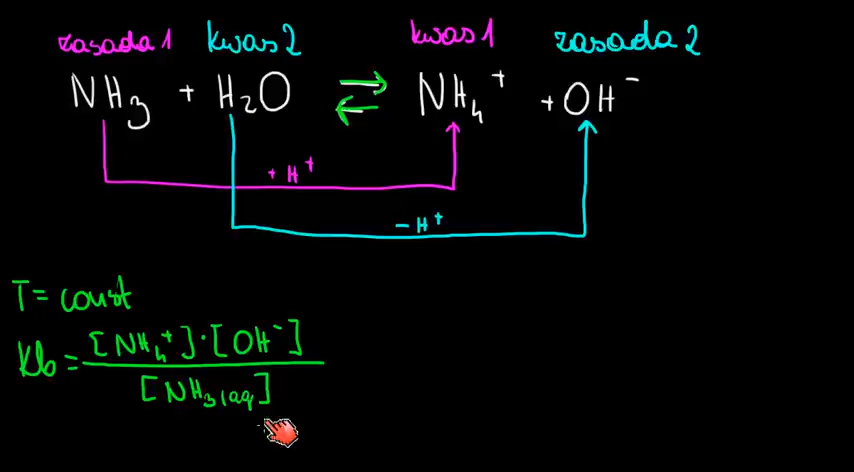 zasada 1 kwas 2 kwas 1 zasada 2
NH₃ + H₂O ⇌ NH₄⁺ + OH⁻
+ H⁺
– H⁺
T = const
Kb = [NH₄⁺]·[OH⁻]
[NH₃(aq]